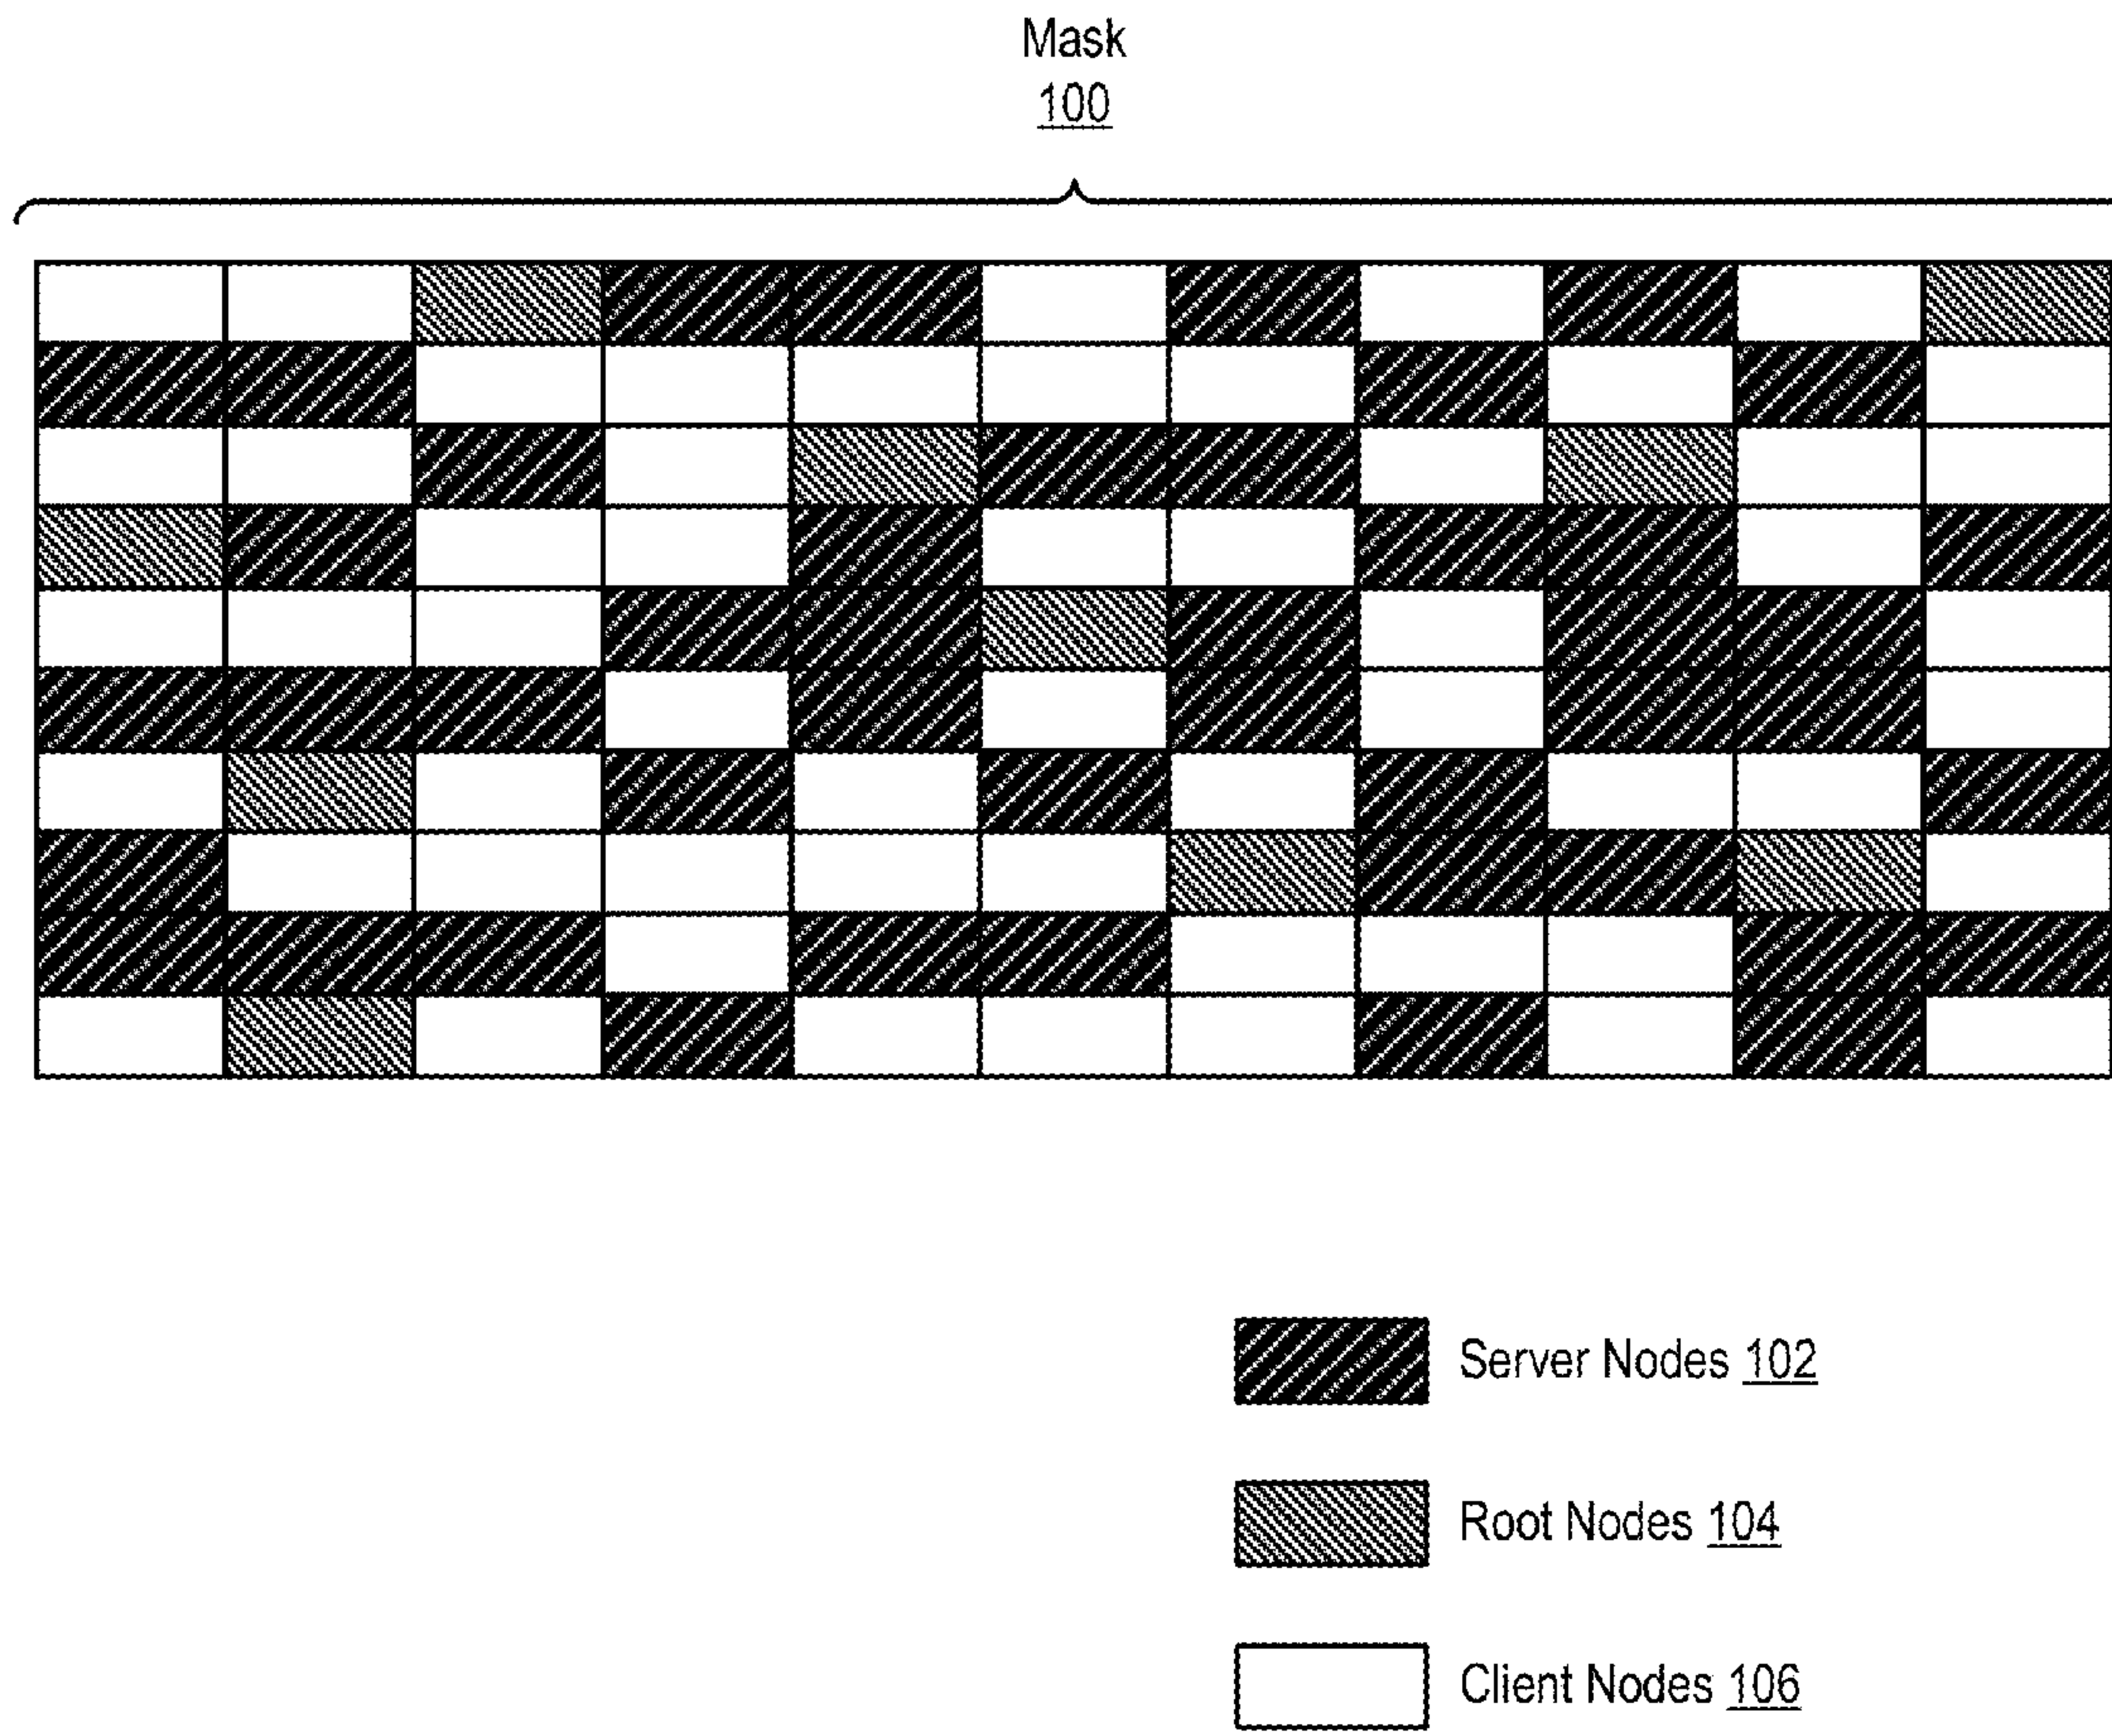 Mask
100
Server Nodes 102
Root Nodes 104
Client Nodes 106